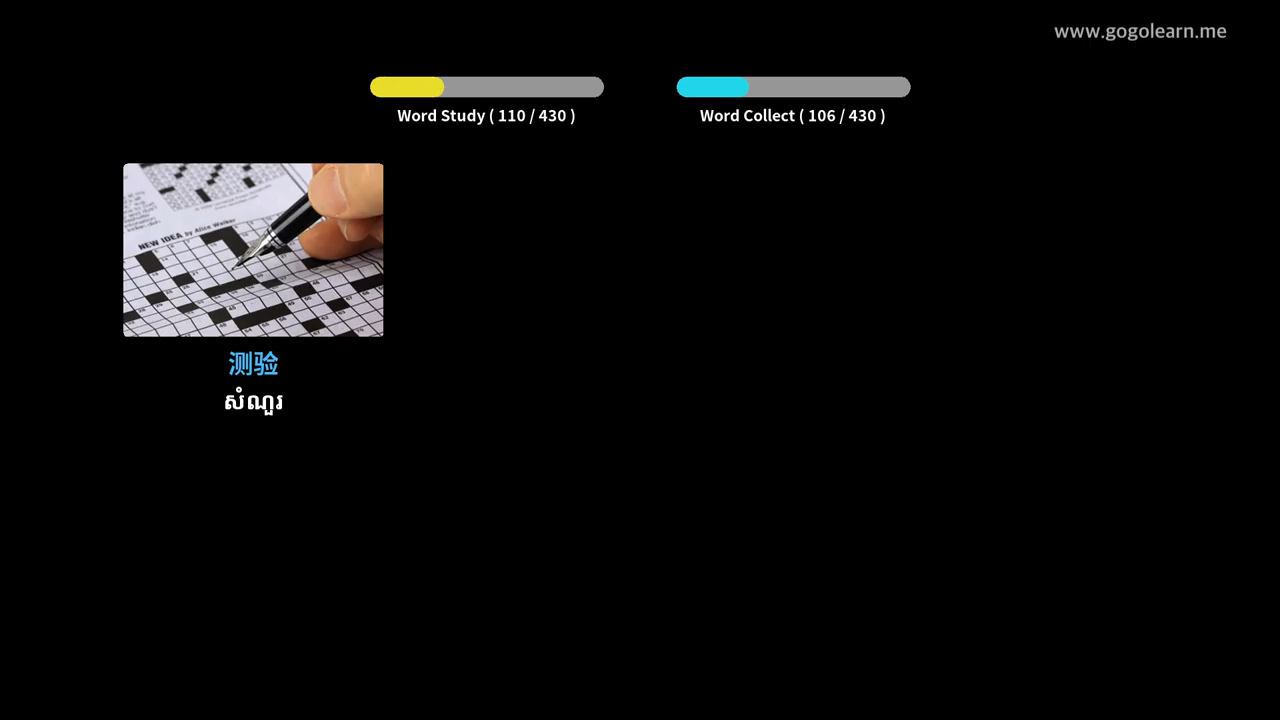 www.gogolearn.me
Word Study ( 110 / 430 )
Word Collect ( 106 / 430 )
NEW IDEA by Alice Walker
测验
សំណួរ